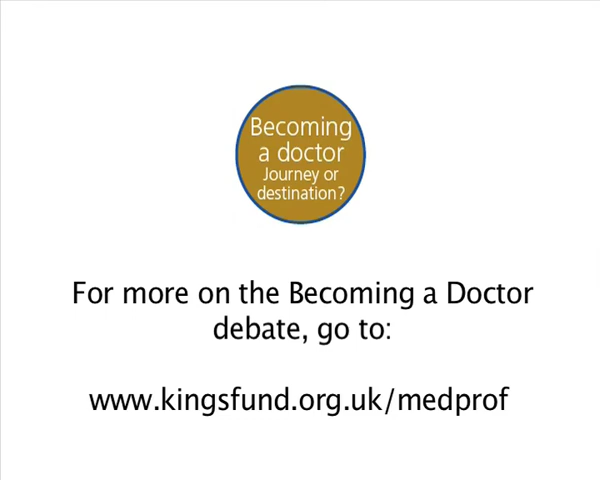 Becoming
a doctor
Journey or
destination?
For more on the Becoming a Doctor
debate, go to:
www.kingsfund.org.uk/medprof